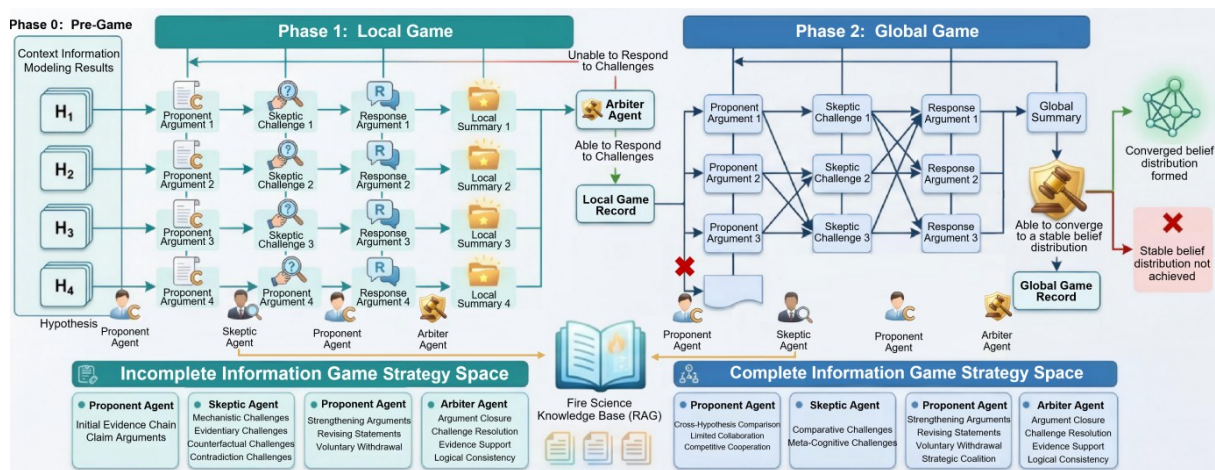 Phase 0: Pre-Game
Context Information
Modeling Results
H1
H2
H3
H4
Hypothesis
Phase 1: Local Game
Proponent
Argument 1
Skeptic
Challenge 1
R
Response
Argument 1
Local
Summary 1
Proponent
Argument 2
Skeptic
Challenge 2
R
Response
Argument 2
Local
Summary 2
Proponent
Argument 3
Skeptic
Challenge 3
R
Response
Argument 3
Local
Summary 3
Proponent
Argument 4
Proponent
Argument 4
R
Response
Argument 4
Local
Summary 4
Proponent
Agent
Skeptic
Agent
Proponent
Agent
Arbiter
Agent
Unable to Respond
to Challenges
Arbiter
Agent
Able to Respond
to Challenges
Local Game
Record
Phase 2: Global Game
Proponent
Argument 1
Skeptic
Challenge 1
Response
Argument 1
Proponent
Argument 2
Skeptic
Challenge 2
Response
Argument 2
Proponent
Argument 3
Skeptic
Challenge 3
Response
Argument 3
Global
Summary
Able to converge
to a stable belief
distribution
Global Game
Record
Converged belief
distribution
formed
Stable belief
distribution not
achieved
Proponent
Agent
Skeptic
Agent
Proponent
Agent
Arbiter
Agent
Incomplete Information Game Strategy Space
Proponent Agent
Initial Evidence Chain
Claim Arguments
Skeptic Agent
Mechanistic Challenges
Evidentiary Challenges
Counterfactual Challenges
Contradiction Challenges
Proponent Agent
Strengthening Arguments
Revising Statements
Voluntary Withdrawal
Arbiter Agent
Argument Closure
Challenge Resolution
Evidence Support
Logical Consistency
Fire Science
Knowledge Base (RAG)
Complete Information Game Strategy Space
Proponent Agent
Cross-Hypothesis Comparison
Limited Collaboration
Competitive Cooperation
Skeptic Agent
Comparative Challenges
Meta-Cognitive Challenges
Proponent Agent
Strengthening Arguments
Revising Statements
Voluntary Withdrawal
Strategic Coalition
Arbiter Agent
Argument Closure
Challenge Resolution
Evidence Support
Logical Consistency